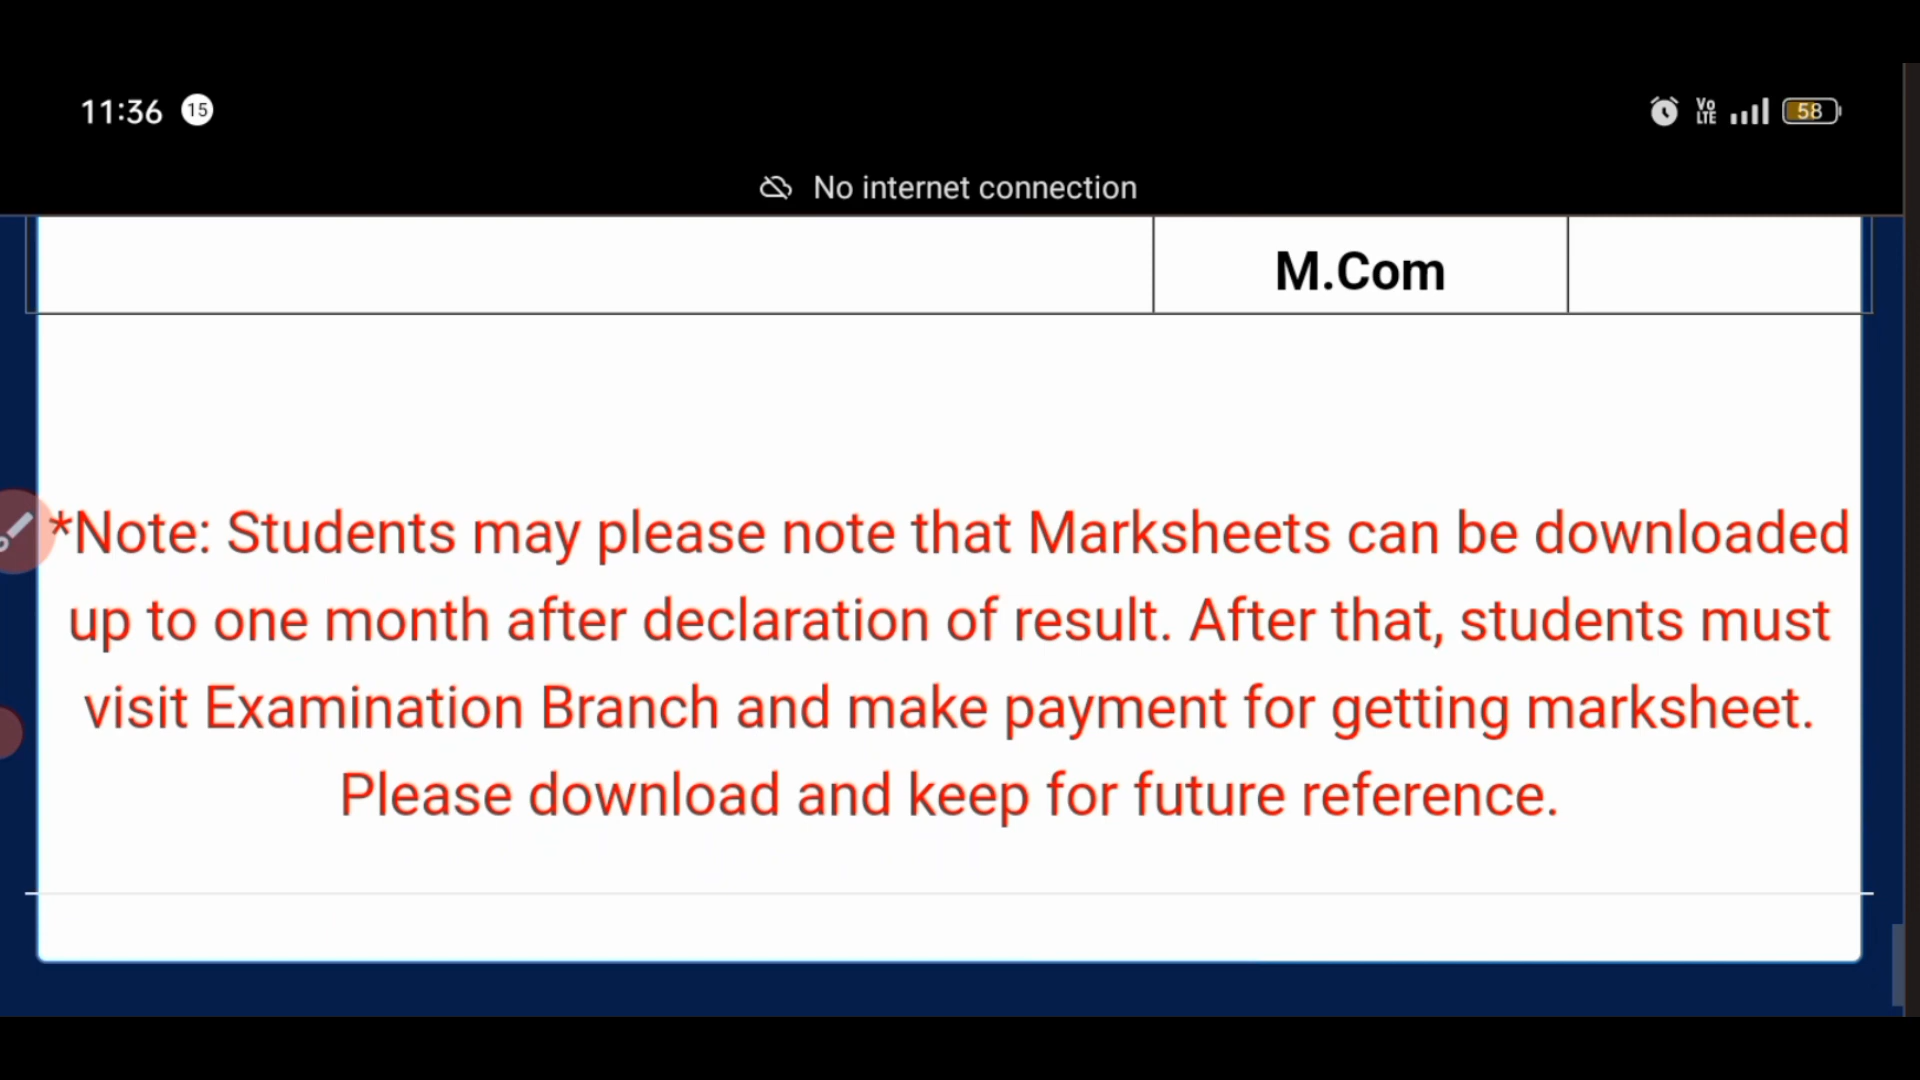 11:36 15 Vo LTE 58
No internet connection
M.Com
*Note: Students may please note that Marksheets can be downloaded
up to one month after declaration of result. After that, students must
visit Examination Branch and make payment for getting marksheet.
Please download and keep for future reference.